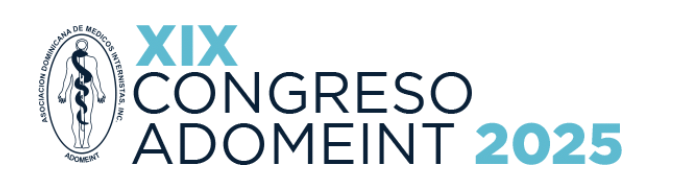 ASOCIACION DOMINICANA DE MEDICOS INTERNISTAS, INC.
ADOMEINT
XIX
CONGRESO
ADOMEINT 2025